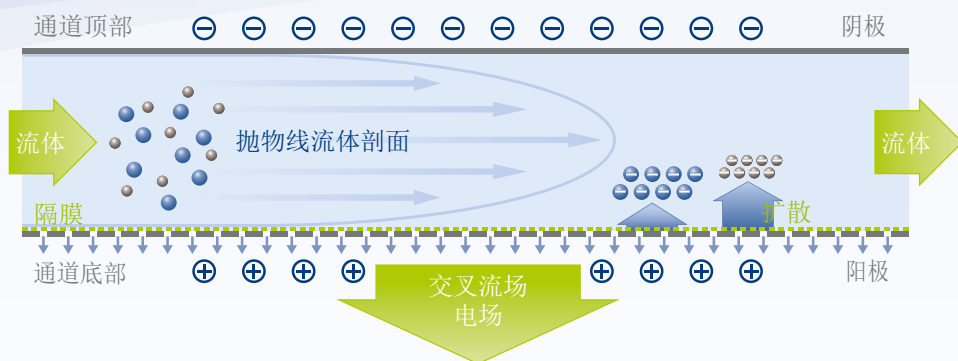 通道顶部
阴极
流体
抛物线流体剖面
流体
隔膜
扩散
通道底部
阳极
交叉流场
电场